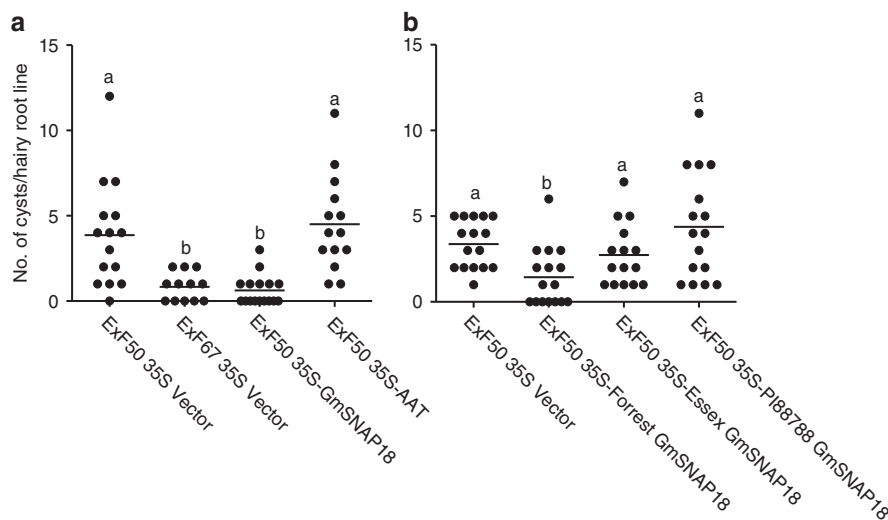 a
b
No. of cysts/hairy root line
15
10
5
0
a
b
b
a
ExF50 35S Vector
ExF67 35S Vector
ExF50 35S-GmSNAP18
ExF50 35S-AAT
15
10
5
0
a
b
a
a
ExF50 35S Vector
ExF50 35S-Forrest GmSNAP18
ExF50 35S-Essex GmSNAP18
ExF50 35S-PI88788 GmSNAP18